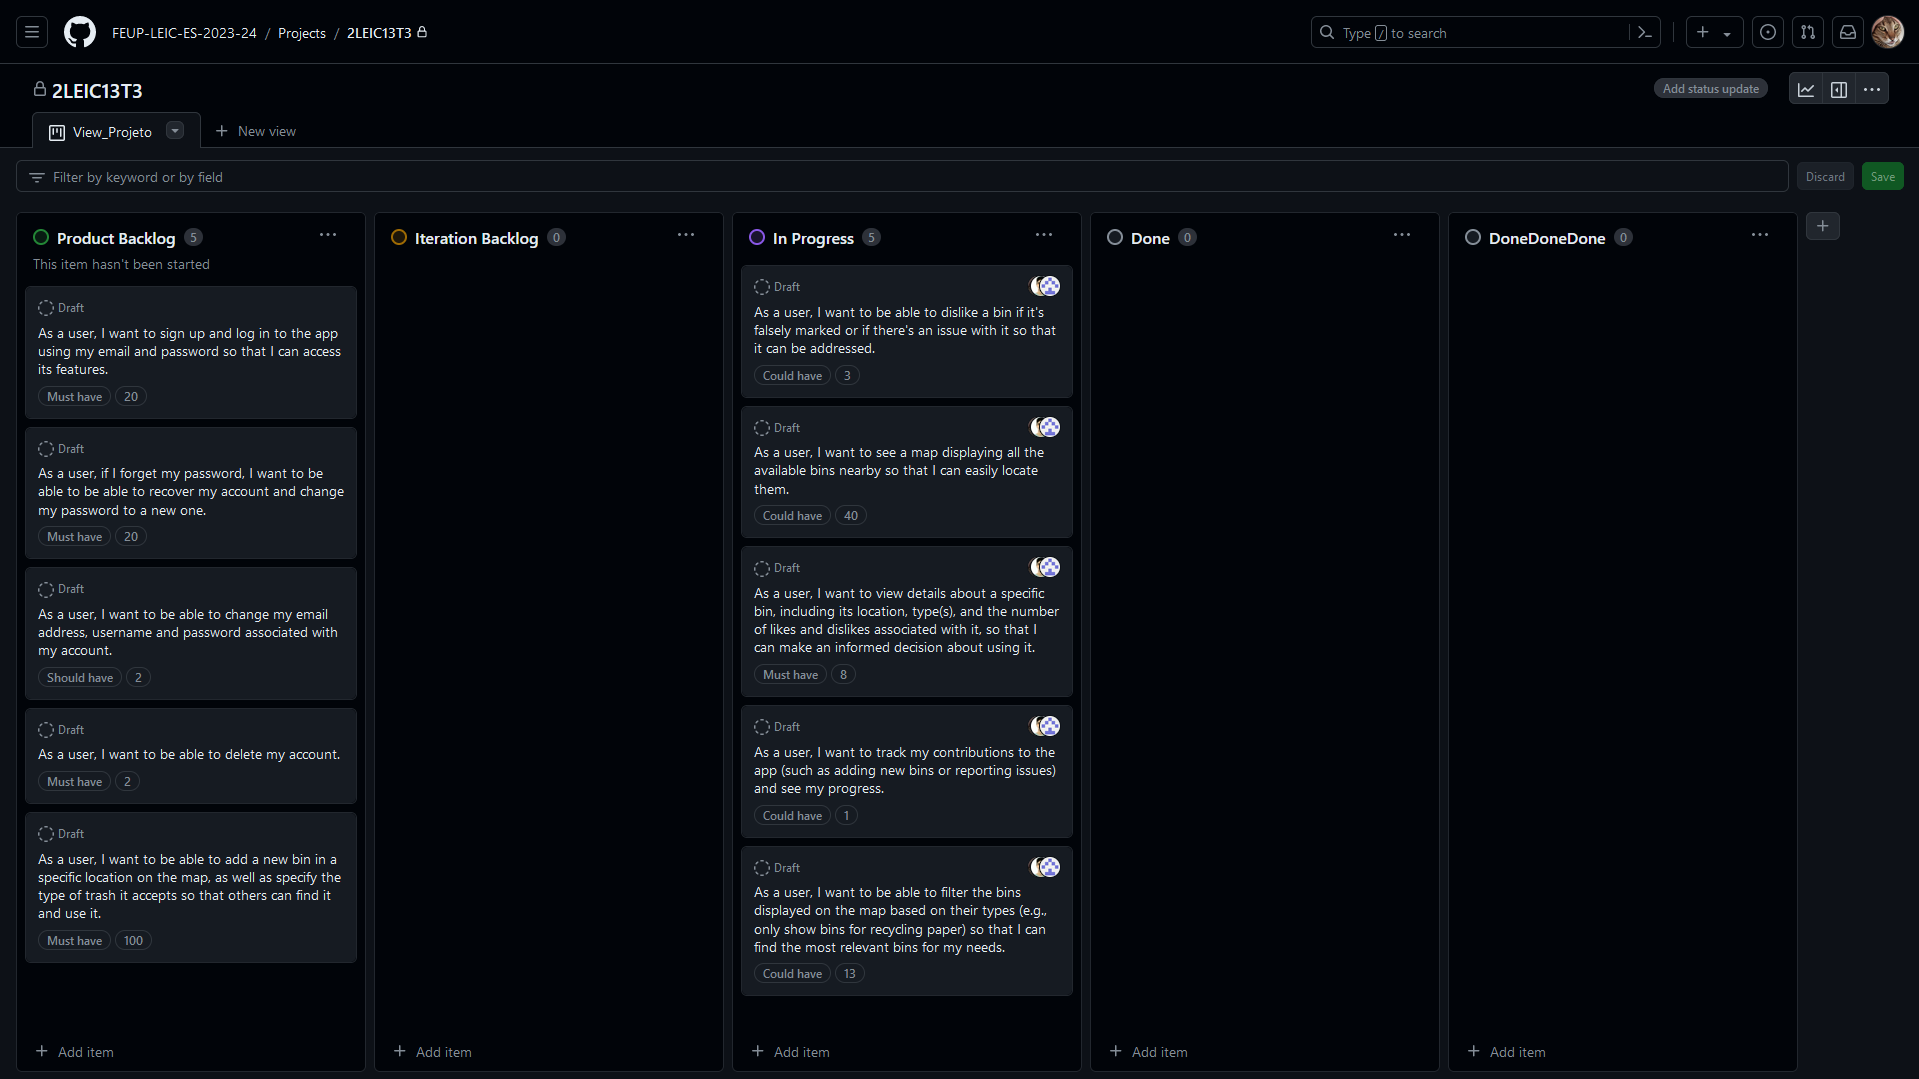 FEUP-LEIC-ES-2023-24 / Projects / 2LEIC13T3
Type / to search
2LEIC13T3
Add status update
View_Projeto
New view
Filter by keyword or by field
Discard
Save
Product Backlog 5
This item hasn't been started
Draft
As a user, I want to sign up and log in to the app
using my email and password so that I can access
its features.
Must have 20
Draft
As a user, if I forget my password, I want to be
able to be able to recover my account and change
my password to a new one.
Must have 20
Draft
As a user, I want to be able to change my email
address, username and password associated with
my account.
Should have 2
Draft
As a user, I want to be able to delete my account.
Must have 2
Draft
As a user, I want to be able to add a new bin in a
specific location on the map, as well as specify the
type of trash it accepts so that others can find it
and use it.
Must have 100
Add item
Iteration Backlog 0
Add item
In Progress 5
Draft
As a user, I want to be able to dislike a bin if it's
falsely marked or if there's an issue with it so that
it can be addressed.
Could have 3
Draft
As a user, I want to see a map displaying all the
available bins nearby so that I can easily locate
them.
Could have 40
Draft
As a user, I want to view details about a specific
bin, including its location, type(s), and the number
of likes and dislikes associated with it, so that I
can make an informed decision about using it.
Must have 8
Draft
As a user, I want to track my contributions to the
app (such as adding new bins or reporting issues)
and see my progress.
Could have 1
Draft
As a user, I want to be able to filter the bins
displayed on the map based on their types (e.g.,
only show bins for recycling paper) so that I can
find the most relevant bins for my needs.
Could have 13
Add item
Done 0
Add item
DoneDoneDone 0
Add item